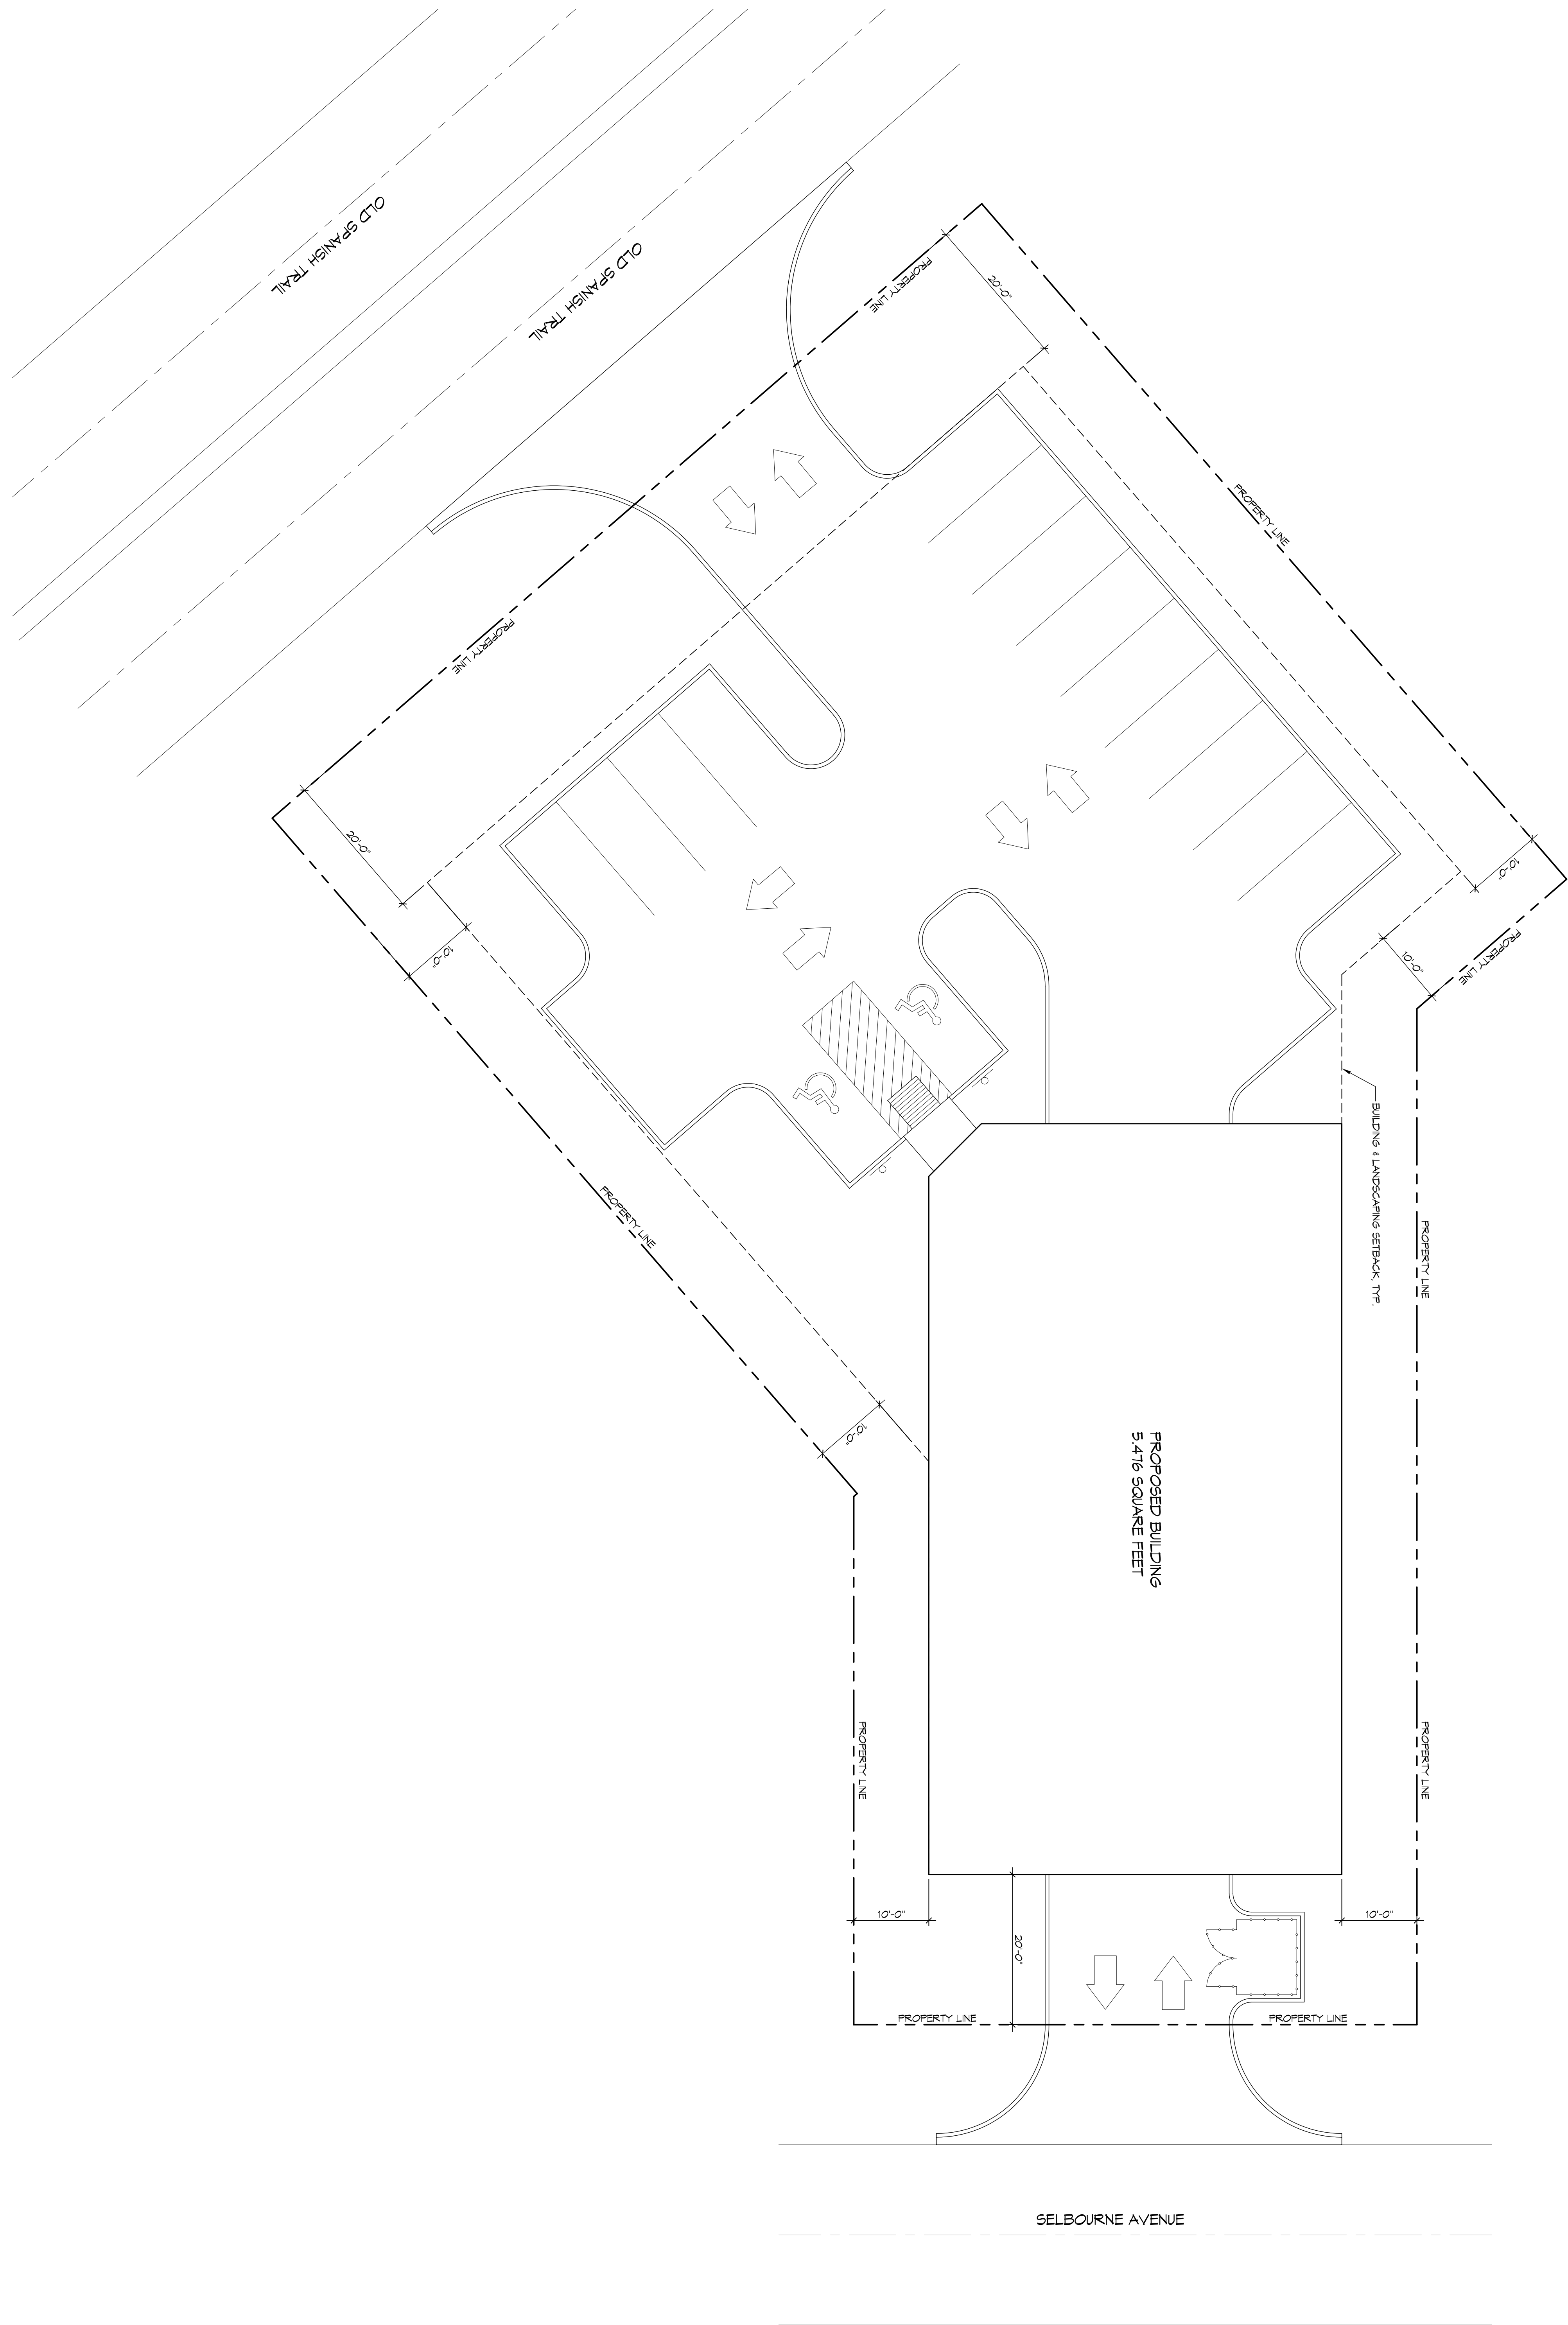 OLD SPANISH TRAIL
OLD SPANISH TRAIL
PROPERTY LINE
20'-0"
PROPERTY LINE
PROPERTY LINE
20'-0"
10'-0"
10'-0"
PROPERTY LINE
10'-0"
BUILDING & LANDSCAPING SETBACK, TYP.
PROPERTY LINE
PROPERTY LINE
10'-0"
PROPOSED BUILDING
5.476 SQUARE FEET
PROPERTY LINE
PROPERTY LINE
10'-0"
10'-0"
20'-0"
PROPERTY LINE
PROPERTY LINE
SELBOURNE AVENUE